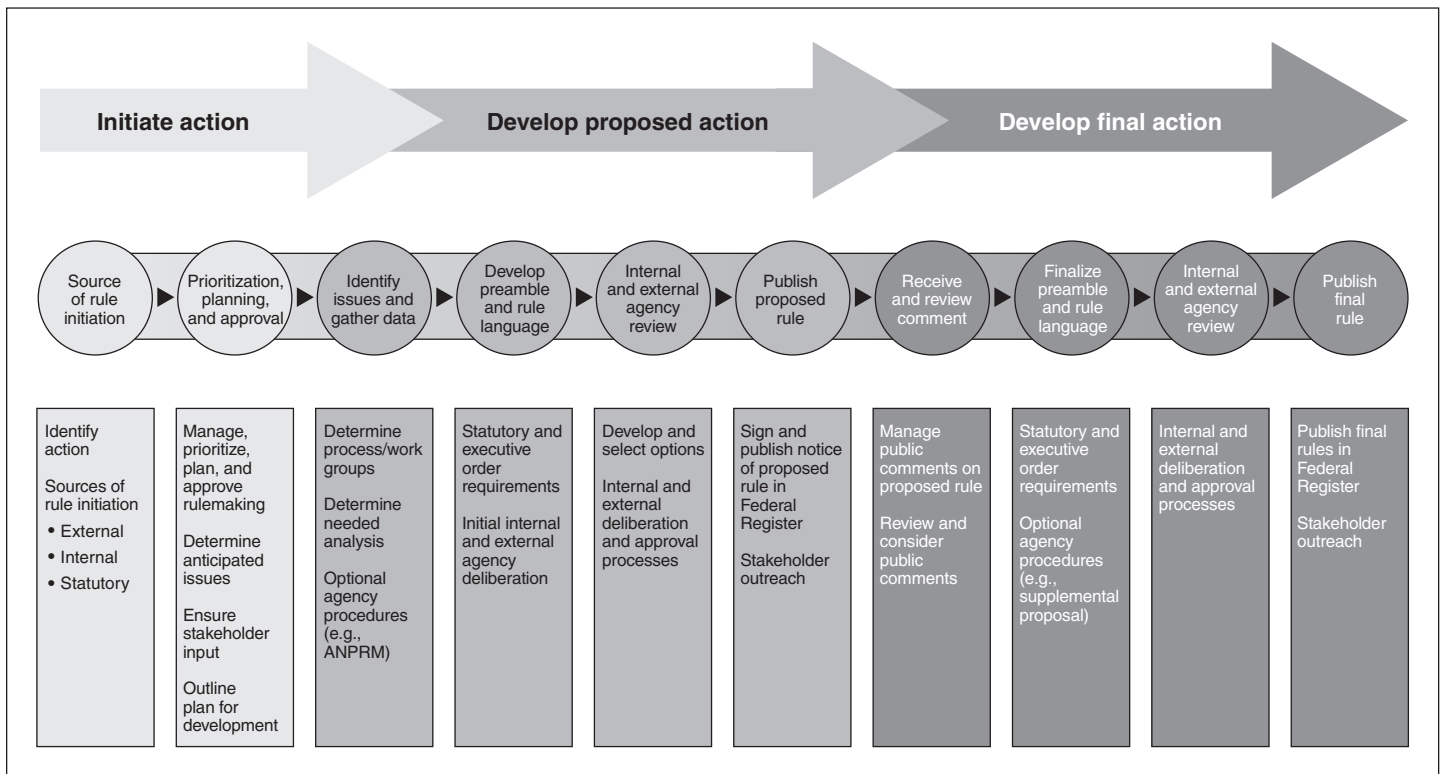 Initiate action
Develop proposed action
Develop final action
Source
of rule
initiation
Prioritization,
planning,
and approval
Identify
issues and
gather data
Develop
preamble
and rule
language
Internal
and external
agency
review
Publish
proposed
rule
Receive
and review
comment
Finalize
preamble
and rule
language
Internal
and external
agency
review
Publish
final
rule
Identify
action
Sources of
rule initiation
• External
• Internal
• Statutory
Manage,
prioritize,
plan, and
approve
rulemaking
Determine
anticipated
issues
Ensure
stakeholder
input
Outline
plan for
development
Determine
process/work
groups
Determine
needed
analysis
Optional
agency
procedures
(e.g.,
ANPRM)
Statutory and
executive
order
requirements
Initial internal
and external
agency
deliberation
Develop and
select options
Internal and
external
deliberation
and approval
processes
Sign and
publish notice
of proposed
rule in
Federal
Register
Stakeholder
outreach
Manage
public
comments on
proposed rule
Review and
consider
public
comments
Statutory and
executive
order
requirements
Optional
agency
procedures
(e.g.,
supplemental
proposal)
Internal and
external
deliberation
and approval
processes
Publish final
rules in
Federal
Register
Stakeholder
outreach